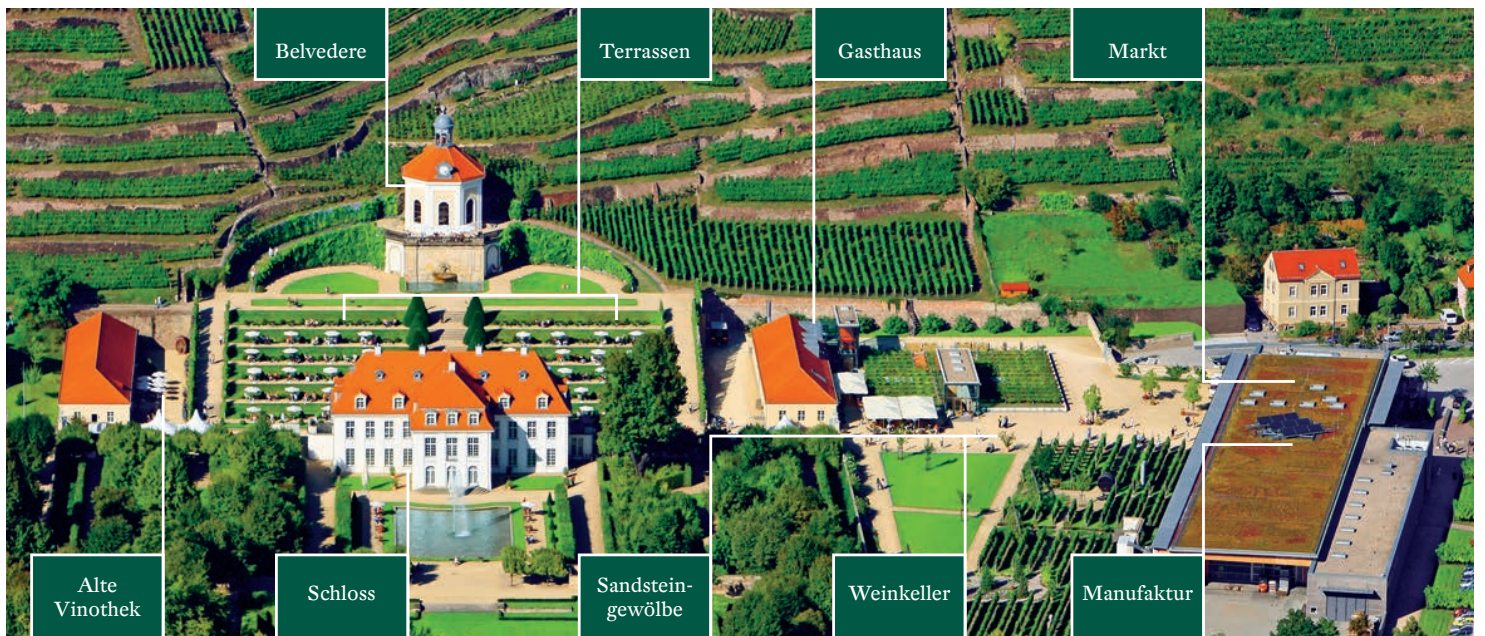 Belvedere
Terrassen
Gasthaus
Markt
Alte
Vinothek
Schloss
Sandstein-
gewölbe
Weinkeller
Manufaktur